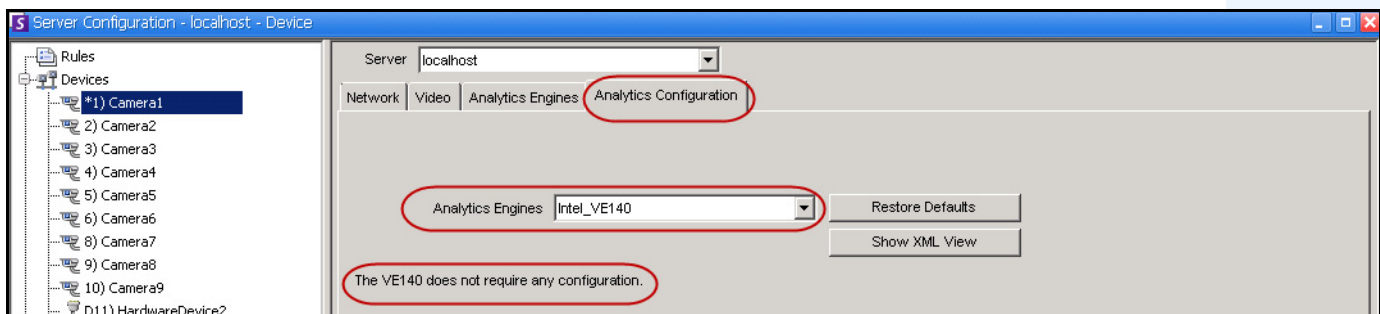 Server Configuration - localhost - Device
Rules
Devices
*1) Camera1
2) Camera2
3) Camera3
4) Camera4
5) Camera5
6) Camera6
8) Camera7
9) Camera8
10) Camera9
D11) HardwareDevice2
Server localhost
Network Video Analytics Engines Analytics Configuration
Analytics Engines Intel_VE140 Restore Defaults
Show XML View
The VE140 does not require any configuration.